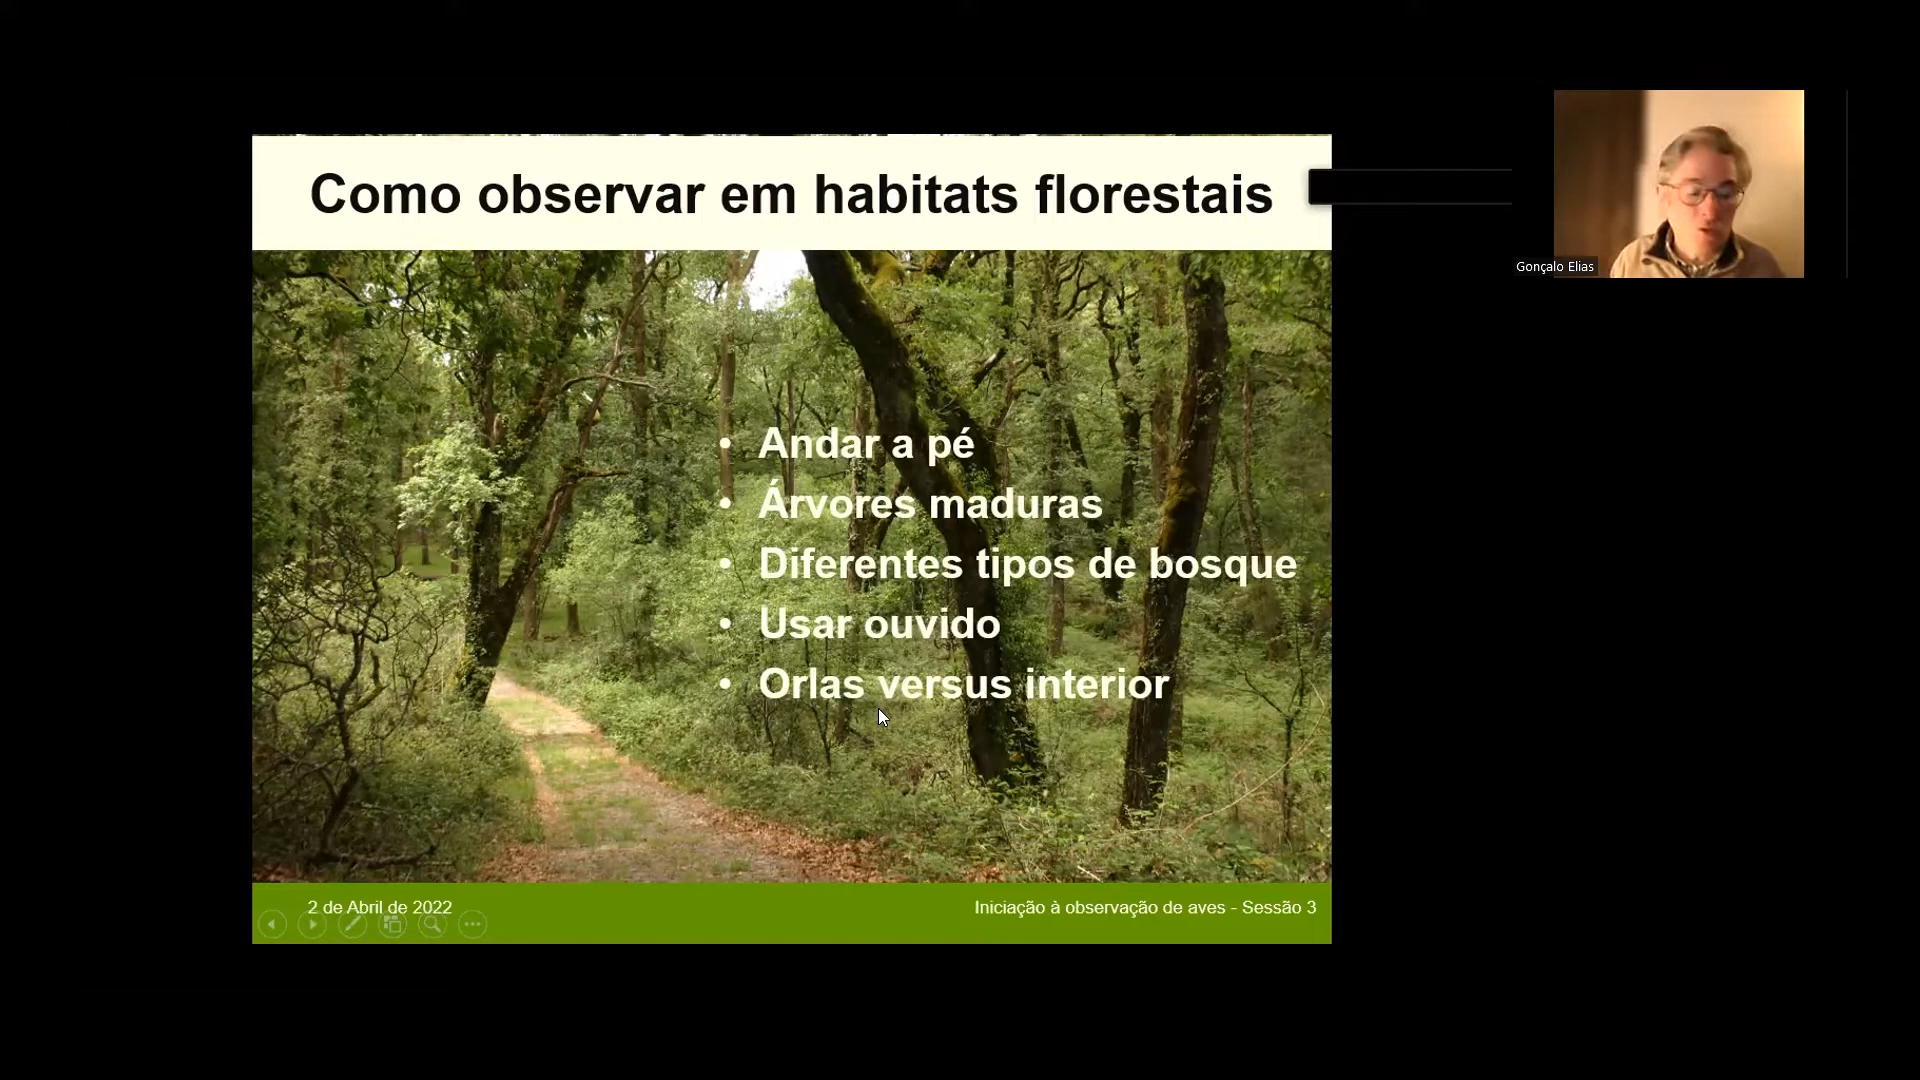 Como observar em habitats florestais
Gonçalo Elias
• Andar a pé
• Árvores maduras
• Diferentes tipos de bosque
• Usar ouvido
• Orlas versus interior
2 de Abril de 2022
Iniciação à observação de aves - Sessão 3